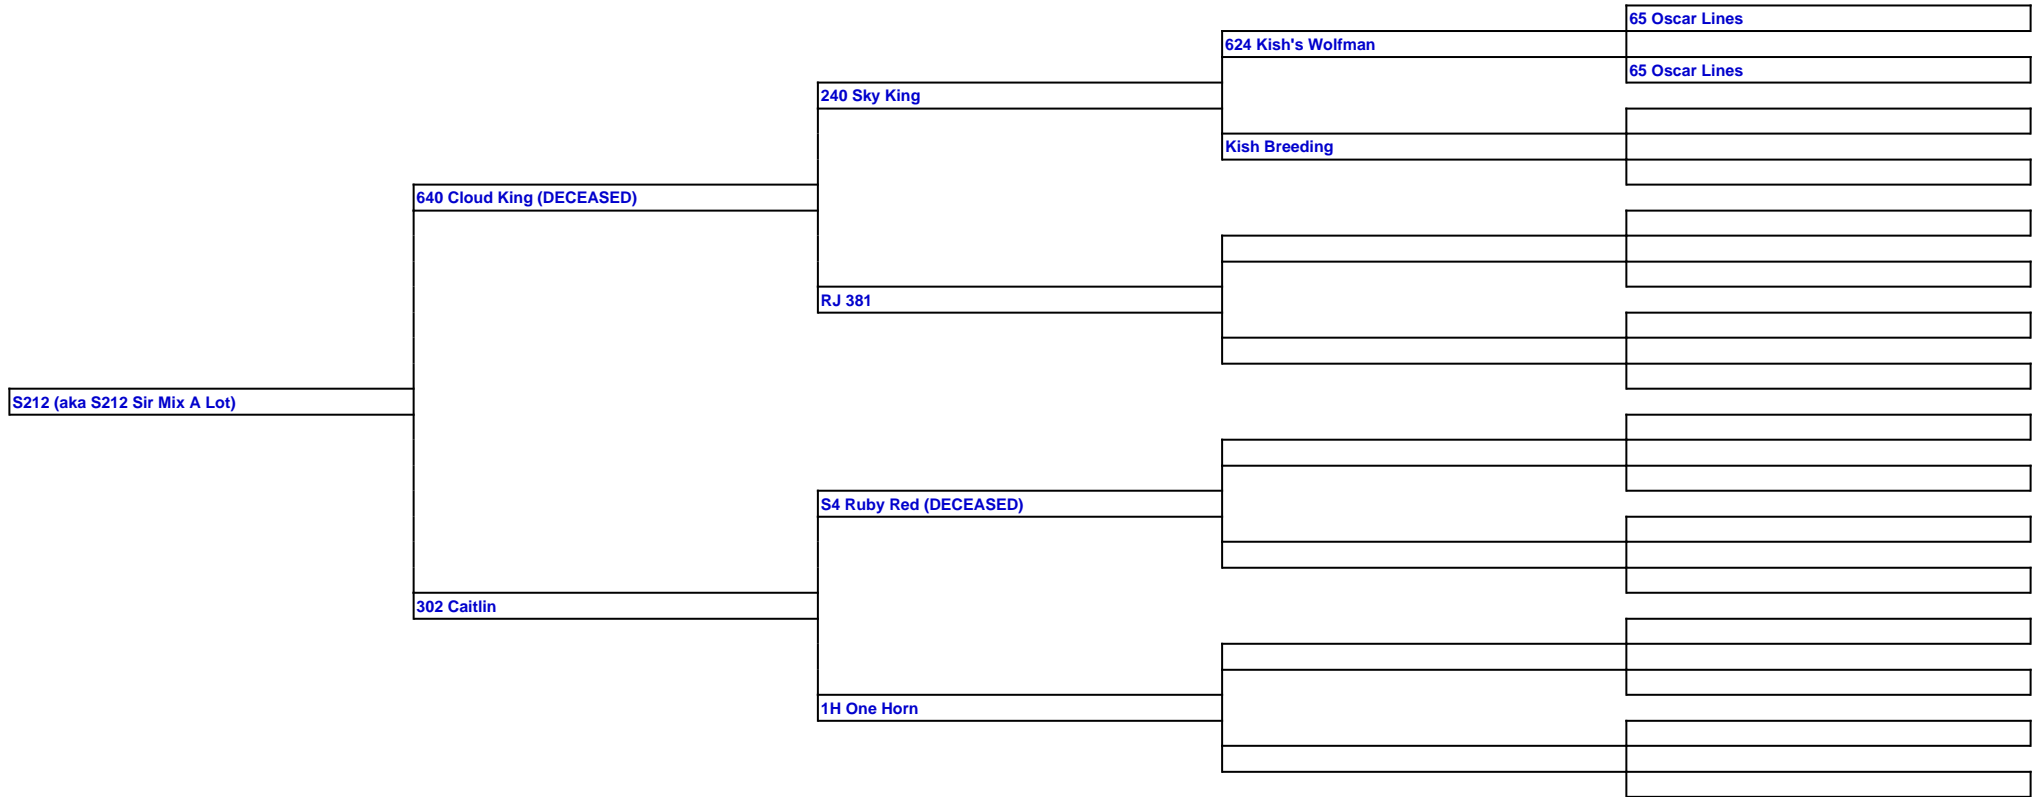 65 Oscar Lines
624 Kish's Wolfman
65 Oscar Lines
240 Sky King
Kish Breeding
640 Cloud King (DECEASED)
RJ 381
S212 (aka S212 Sir Mix A Lot)
S4 Ruby Red (DECEASED)
302 Caitlin
1H One Horn